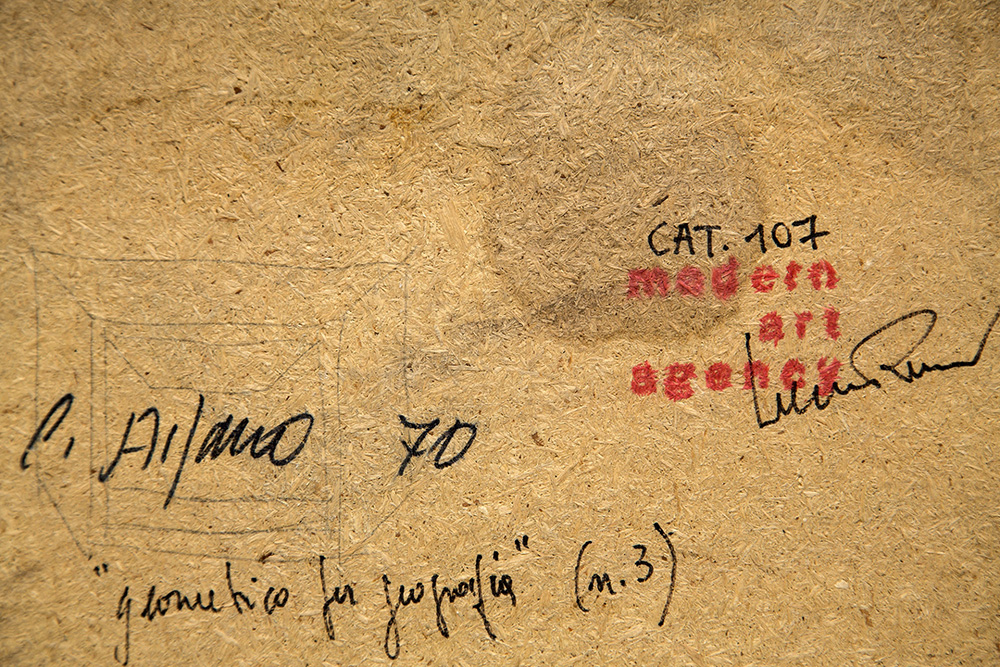 CAT. 107
modern
art
agency
C. Alfano 70
"geometrico per geografia" (n. 3)